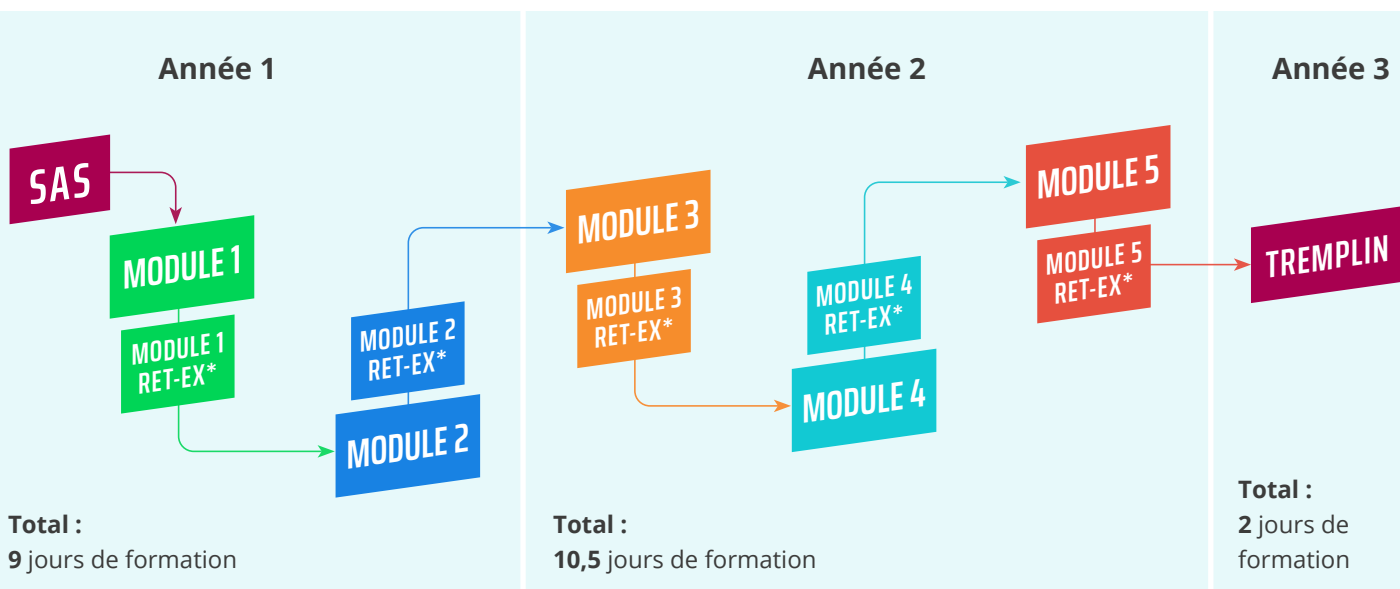 Année 1
SAS
MODULE 1
MODULE 1
RET-EX*
MODULE 2
RET-EX*
MODULE 2
Total :
9 jours de formation
Année 2
MODULE 3
MODULE 3
RET-EX*
MODULE 4
RET-EX*
MODULE 4
MODULE 5
MODULE 5
RET-EX*
Total :
10,5 jours de formation
Année 3
TREMPLIN
Total :
2 jours de
formation